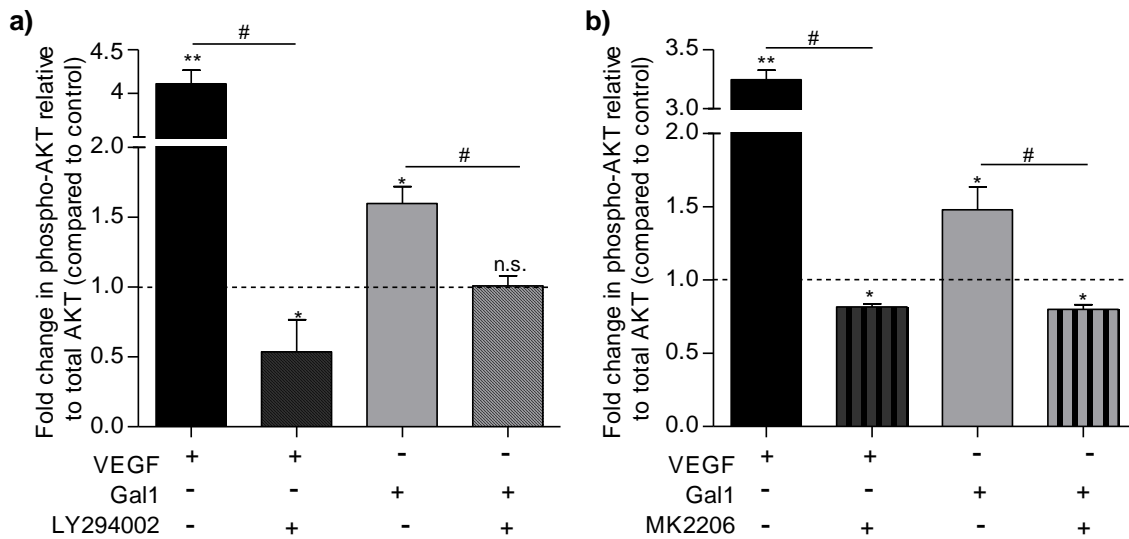 a)
Fold change in phospho-AKT relative
to total AKT (compared to control)
4.5
4
2.0
1.5
1.0
0.5
0.0
**
#
*
*
#
n.s.
VEGF + + - -
Gal1 - - + +
LY294002 - + - +
b)
Fold change in phospho-AKT relative
to total AKT (compared to control)
3.5
3.0
2.0
1.5
1.0
0.5
0.0
**
#
*
*
#
*
VEGF + + - -
Gal1 - - + +
MK2206 - + - +